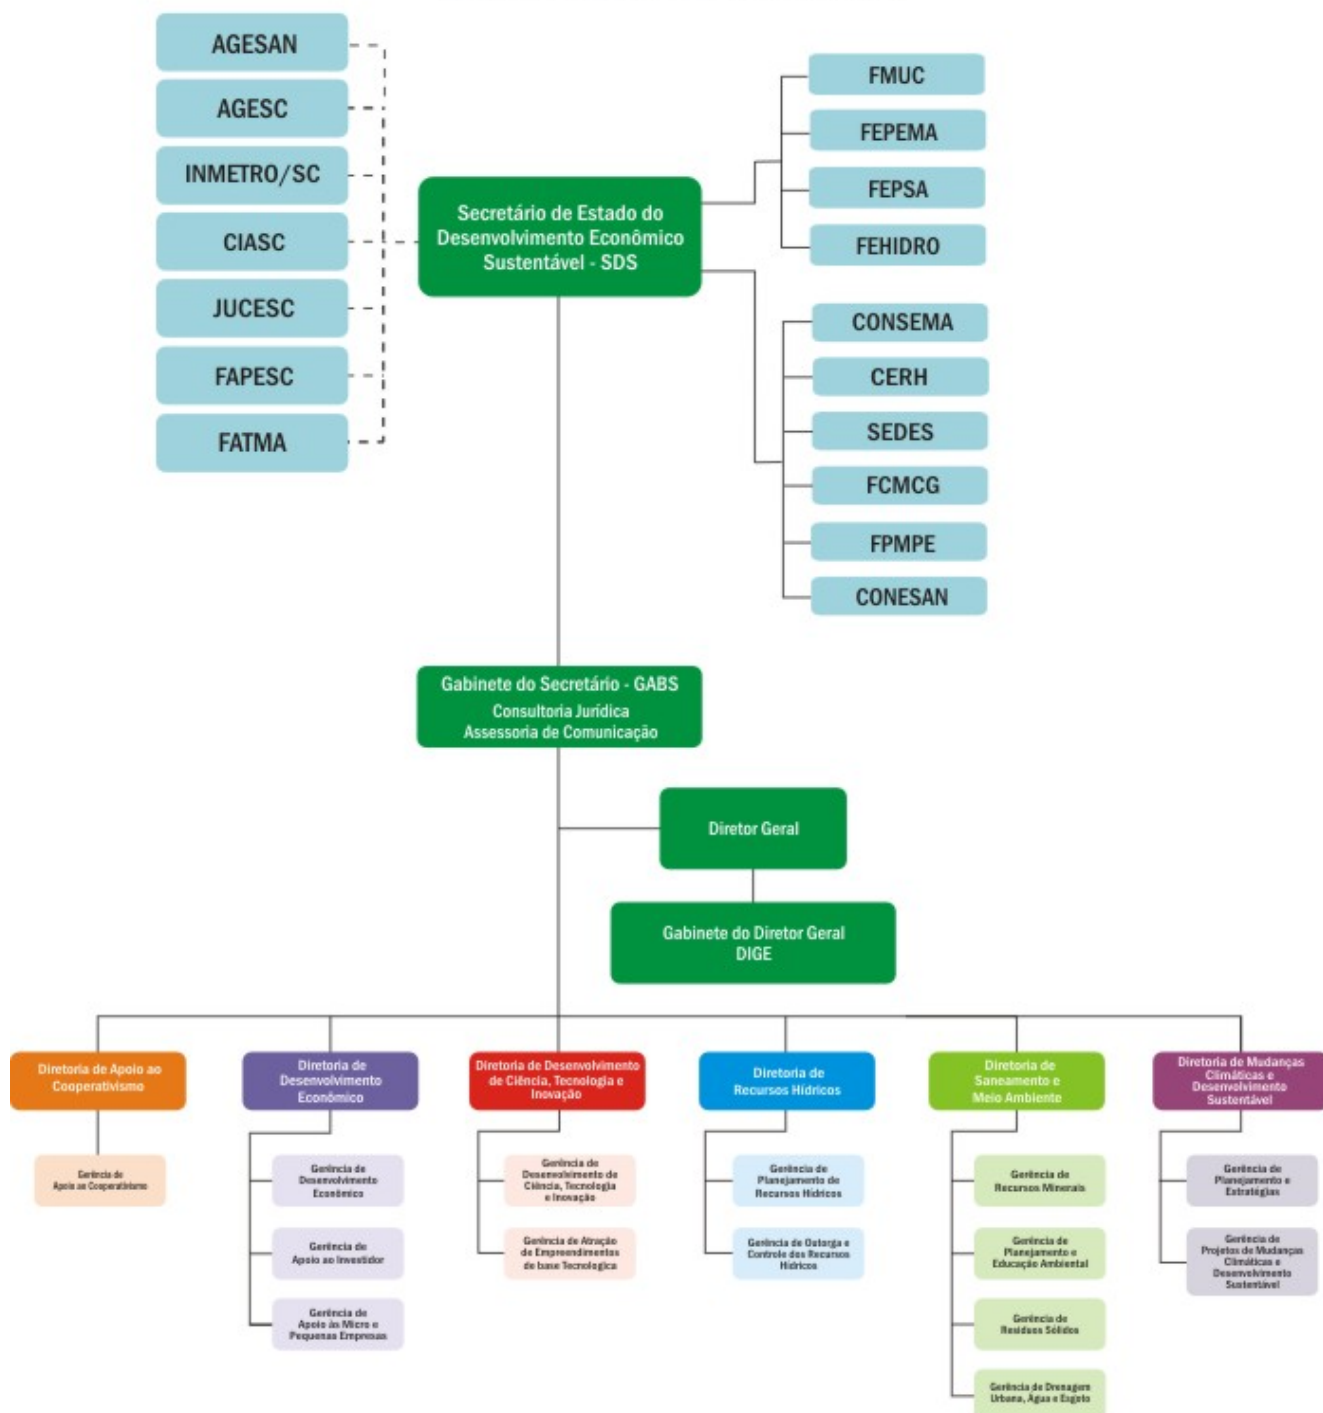 AGESAN
AGESC
INMETRO/SC
CIASC
JUCESC
FAPESC
FATMA
Secretário de Estado do
Desenvolvimento Econômico
Sustentável - SDS
FMUC
FEPEMA
FEPSA
FEHIDRO
CONSEMA
CERH
SEDES
FCMCG
FPMPE
CONESAN
Gabinete do Secretário - GABS
Consultoria Jurídica
Assessoria de Comunicação
Diretor Geral
Gabinete do Diretor Geral
DIGE
Diretoria de Apoio ao
Cooperativismo
Gerência de
Apoio ao Cooperativismo
Diretoria de
Desenvolvimento
Econômico
Gerência de
Desenvolvimento
Econômico
Gerência de
Apoio ao Investidor
Gerência de
Apoio às Micro e
Pequenas Empresas
Diretoria de Desenvolvimento
de Ciência, Tecnologia e
Inovação
Gerência de
Desenvolvimento de
Ciência, Tecnologia
e Inovação
Gerência de Atração
de Empreendimentos
de base Tecnologica
Diretoria de
Recursos Hídricos
Gerência de
Planejamento de
Recursos Hídricos
Gerência de Outorga e
Controle dos Recursos
Hídricos
Diretoria de
Saneamento e
Meio Ambiente
Gerência de
Recursos Minerais
Gerência de
Planejamento e
Educação Ambiental
Gerência de
Resíduos Sólidos
Gerência de Drenagem
Urbana, Água e Esgoto
Diretoria de Mudanças
Climáticas e
Desenvolvimento
Sustentável
Gerência de
Planejamento e
Estratégias
Gerência de
Projetos de Mudanças
Climáticas e
Desenvolvimento
Sustentável